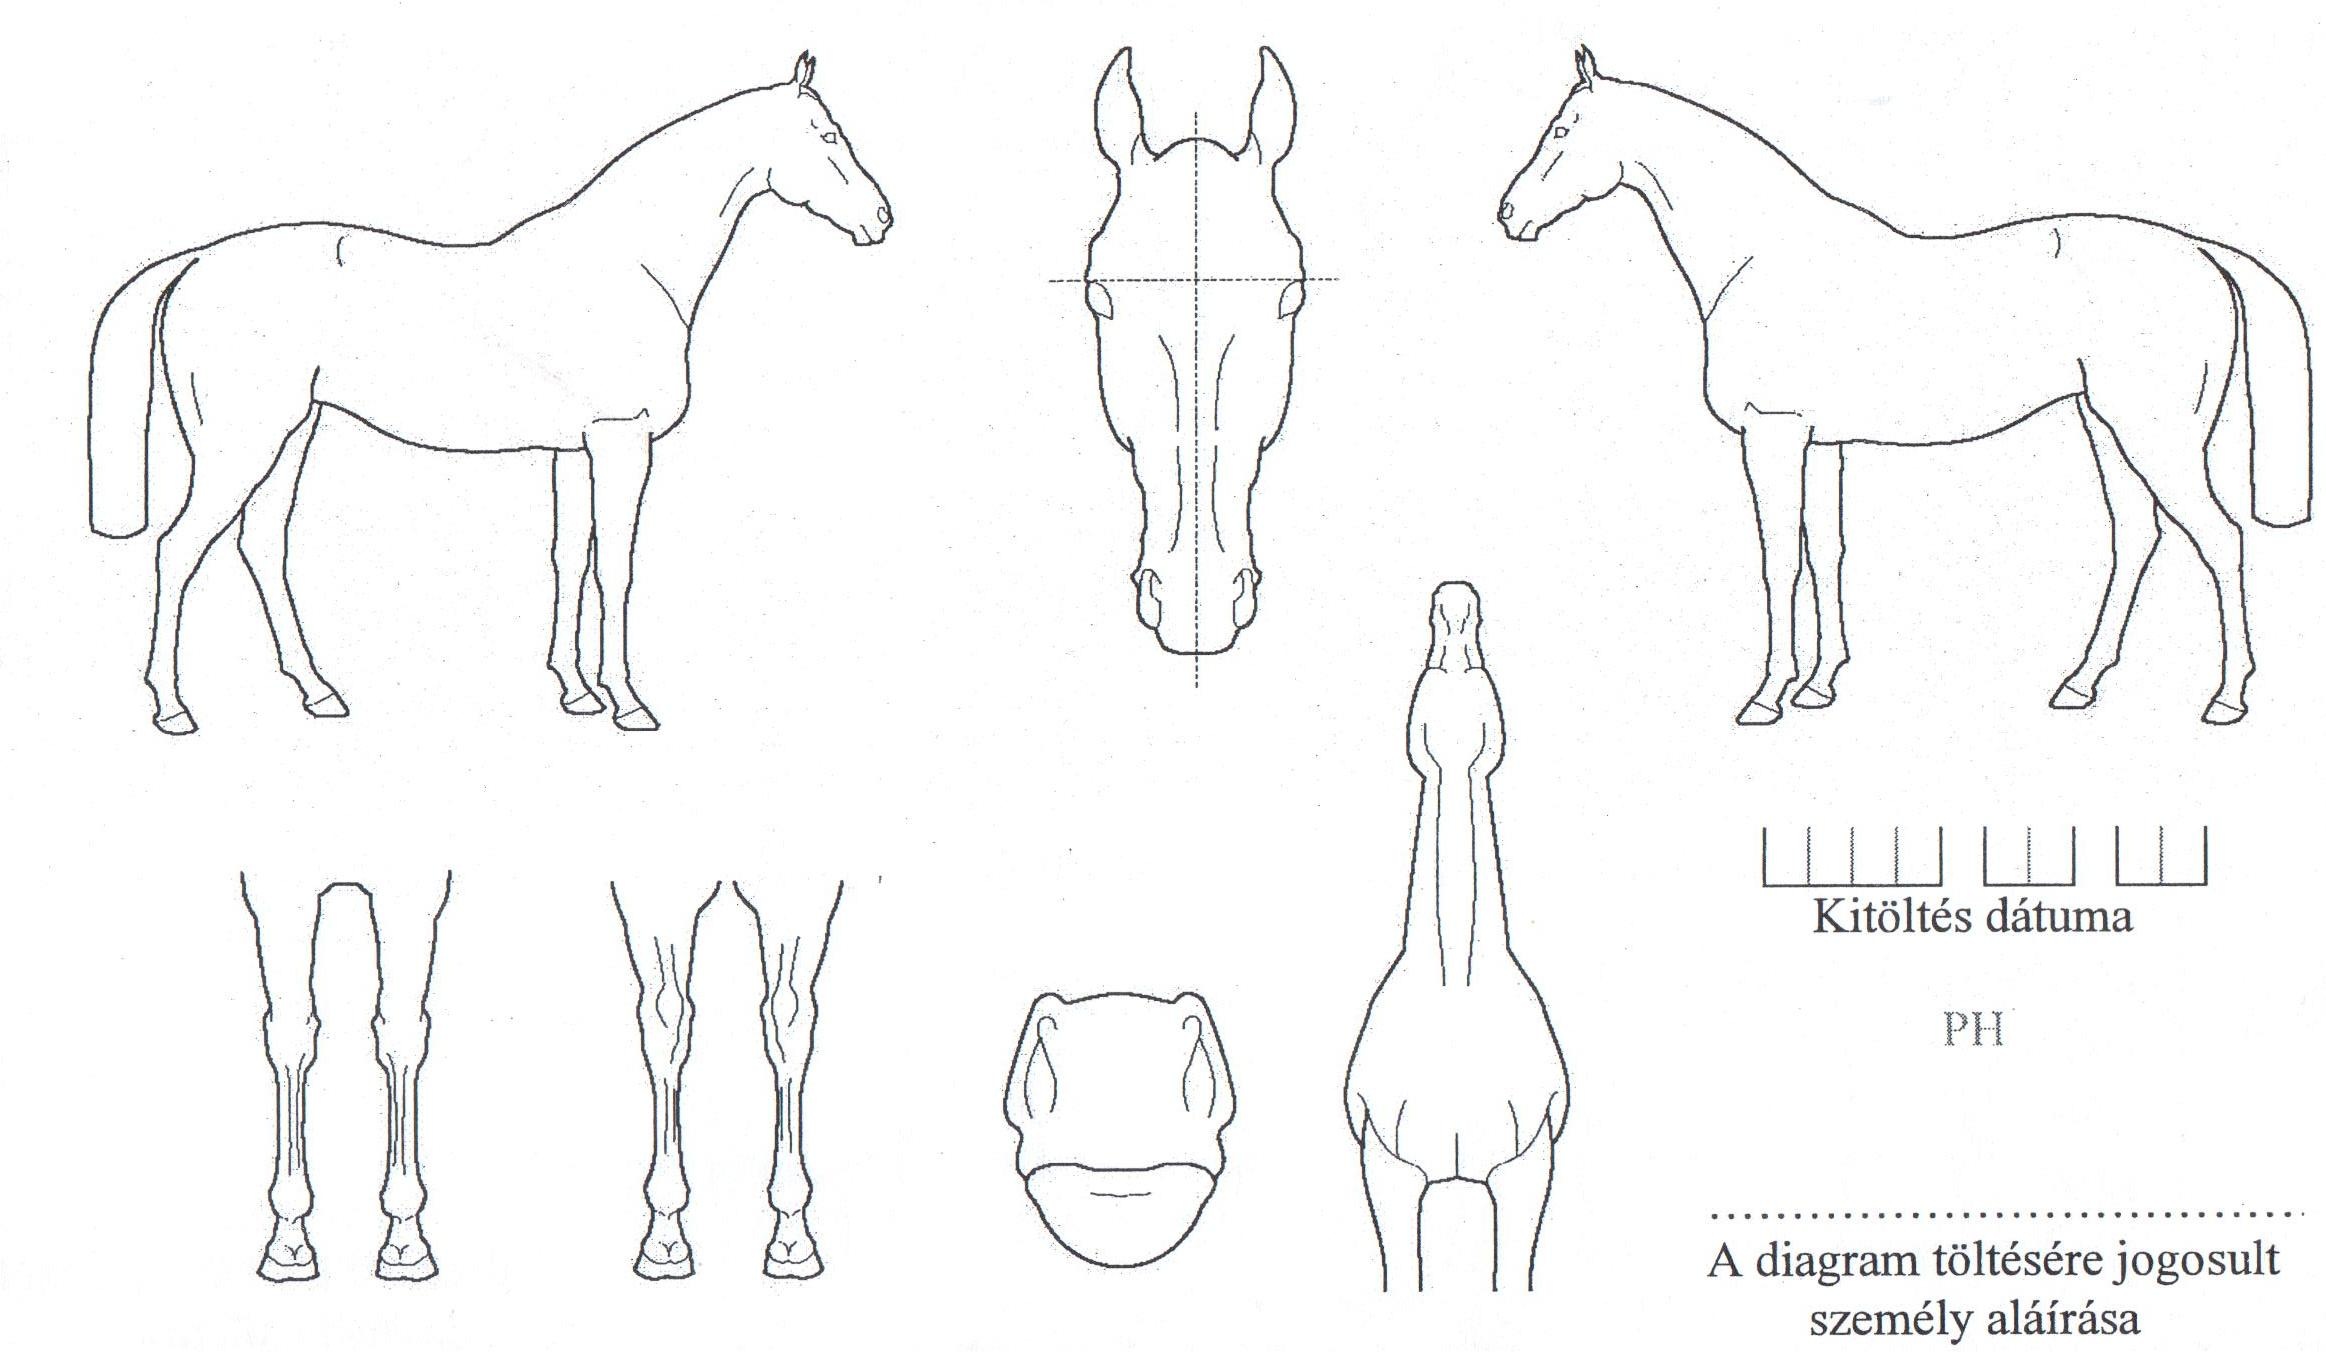 Kitöltés dátuma
PH
A diagram töltésére jogosult
személy aláírása